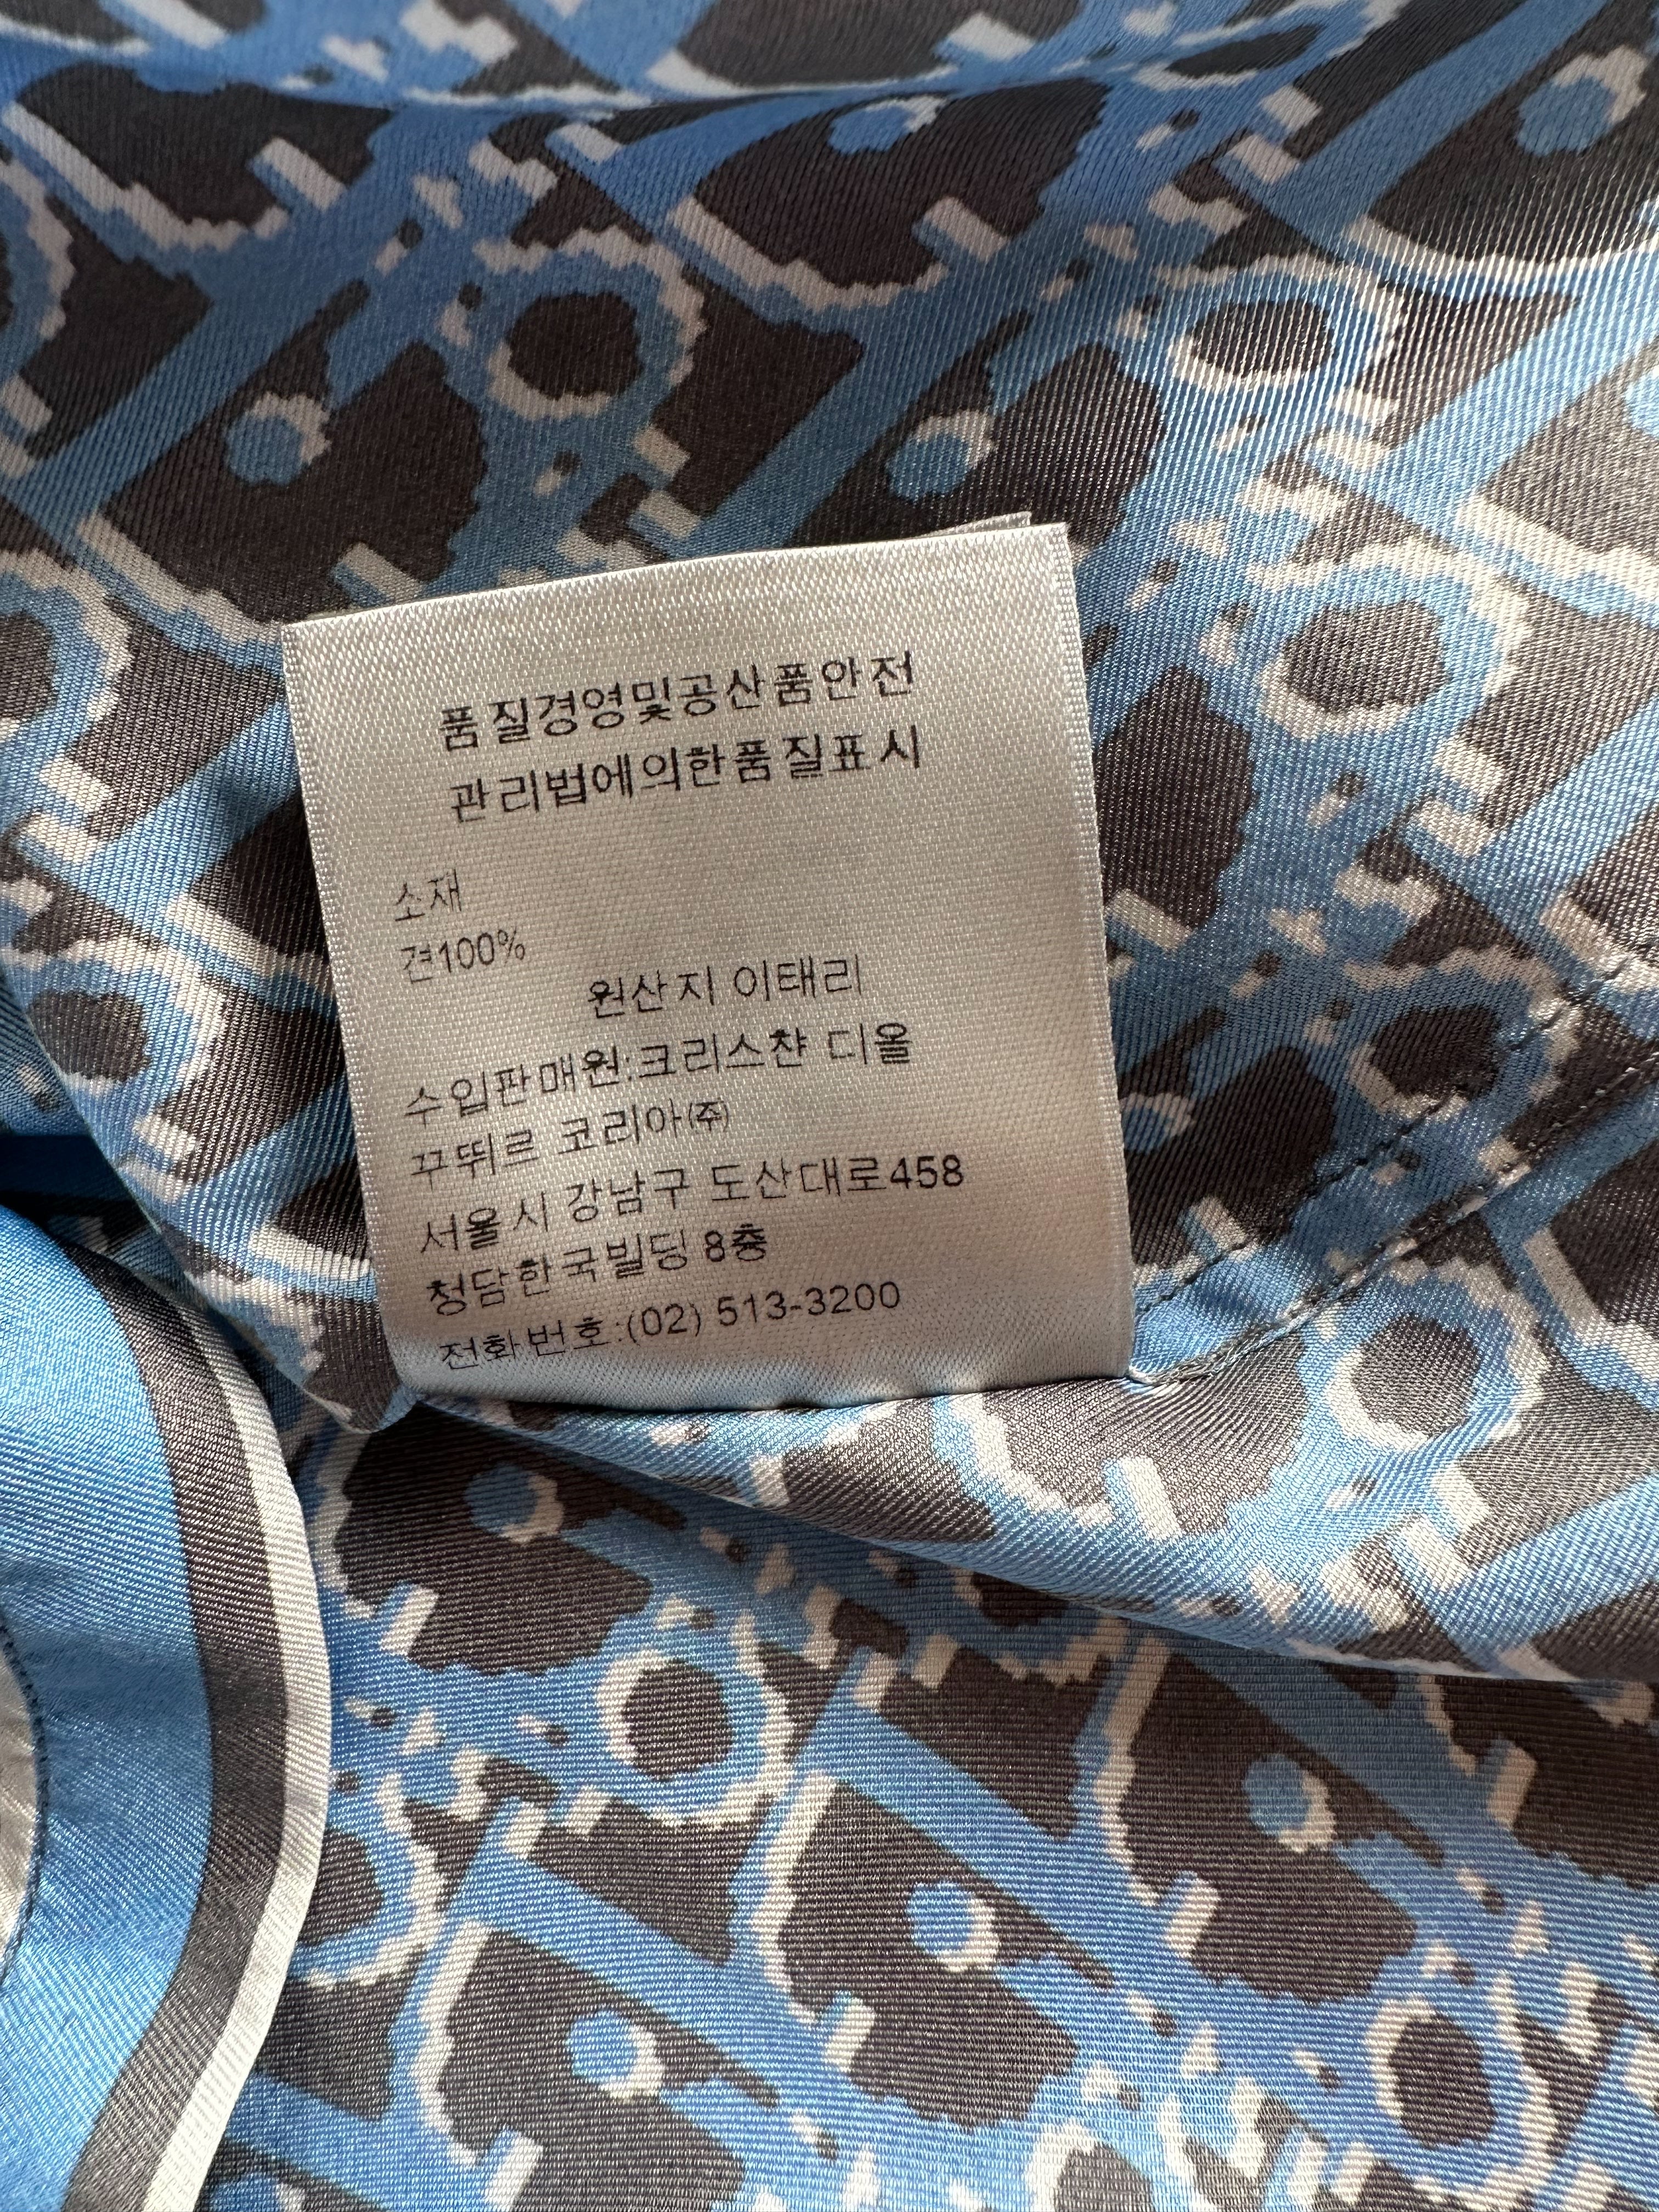 품질경영및공산품안전
관리법에의한품질표시
소재
견100%
원산지 이태리
수입판매원:크리스챤 디올
꾸뛰르 코리아㈜
서울시 강남구 도산대로458
청담한국빌딩 8층
전화번호:(02) 513-3200